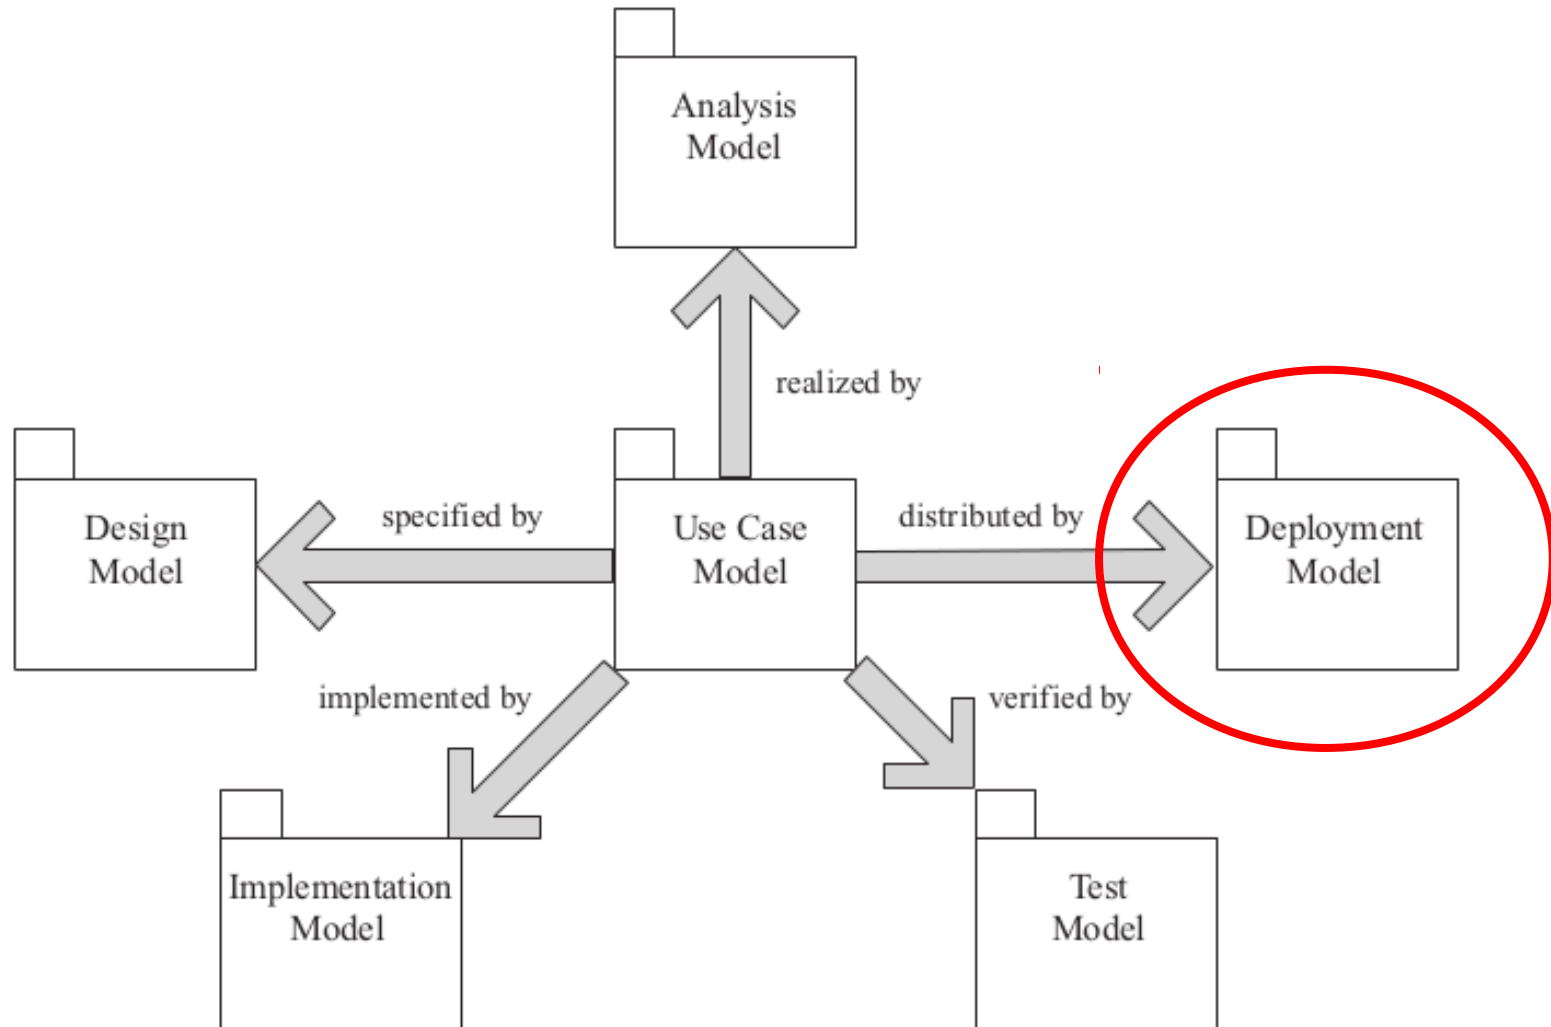 Analysis
Model
realized by
Design
Model
specified by
Use Case
Model
distributed by
Deployment
Model
implemented by
verified by
Implementation
Model
Test
Model